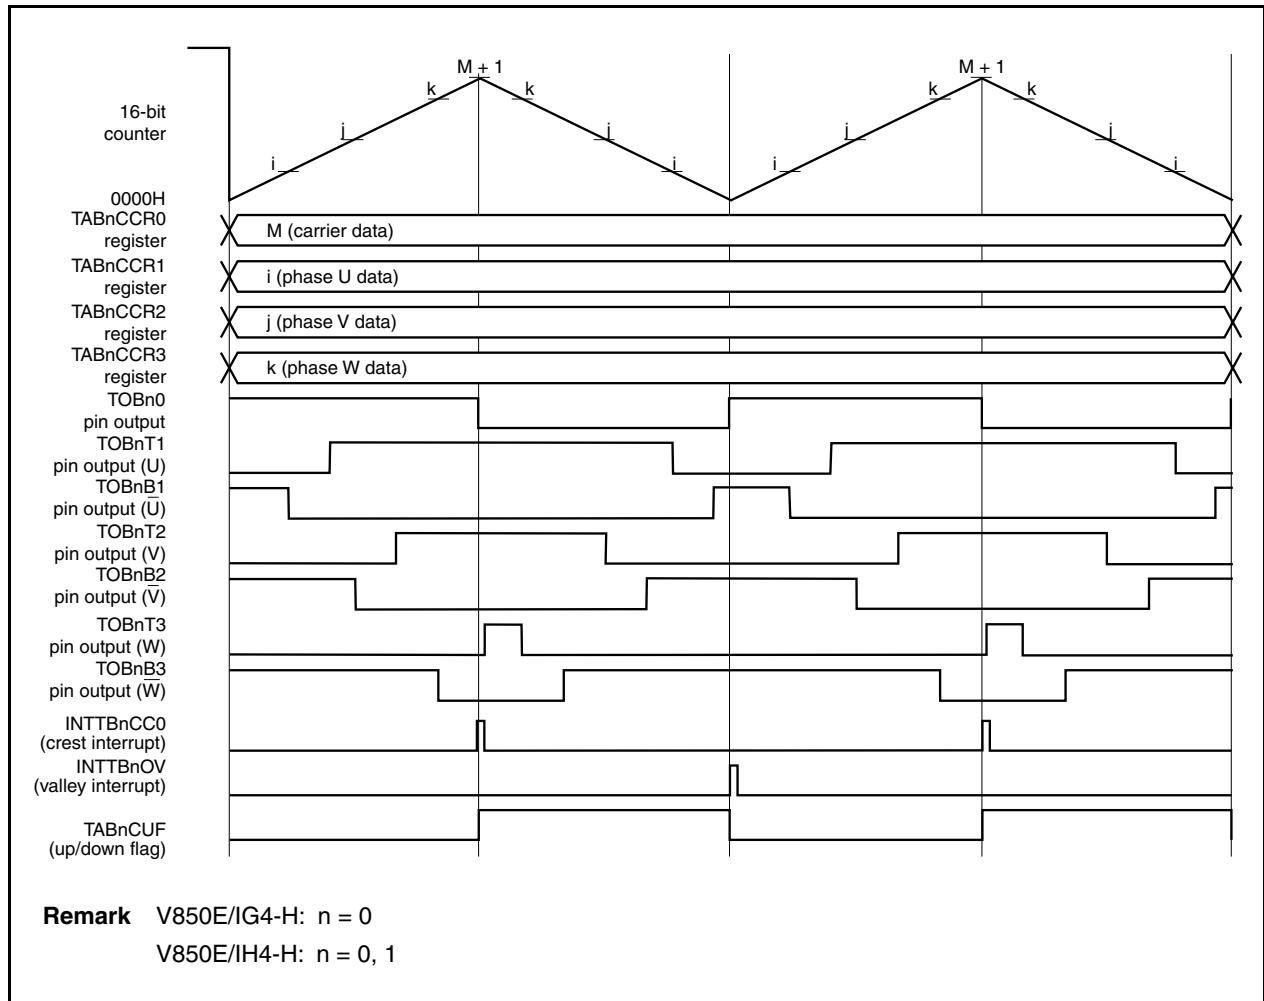 M + 1
M + 1
k
k
k
k
16-bit
counter
j
j
j
j
i
i
i
i
0000H
TABnCCR0
register
M (carrier data)
TABnCCR1
register
i (phase U data)
TABnCCR2
register
j (phase V data)
TABnCCR3
register
k (phase W data)
TOBn0
pin output
TOBnT1
pin output (U)
TOBnB1
pin output (U̅)
TOBnT2
pin output (V)
TOBnB2
pin output (V̅)
TOBnT3
pin output (W)
TOBnB3
pin output (W̅)
INTTBnCC0
(crest interrupt)
INTTBnOV
(valley interrupt)
TABnCUF
(up/down flag)
Remark V850E/IG4-H: n = 0
V850E/IH4-H: n = 0, 1